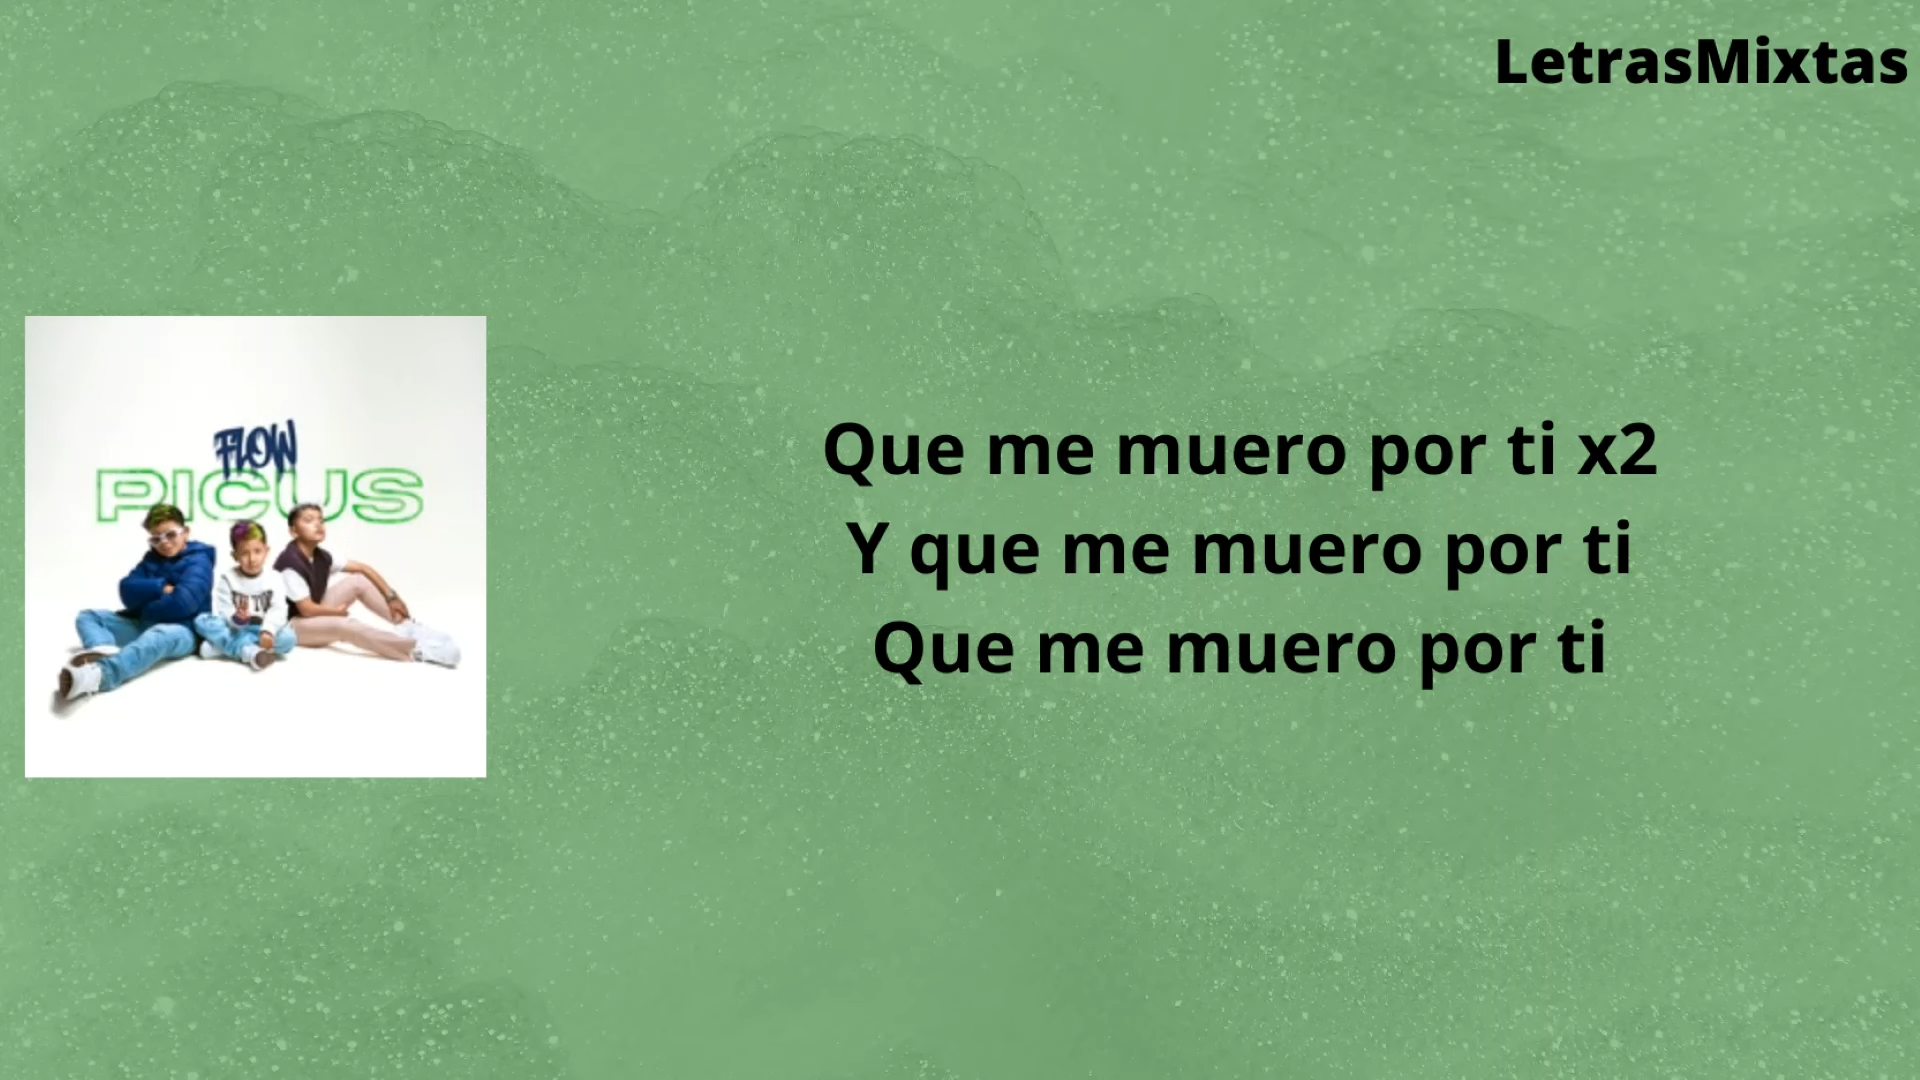 LetrasMixtas
FLOW
PICUS
Que me muero por ti x2
Y que me muero por ti
Que me muero por ti